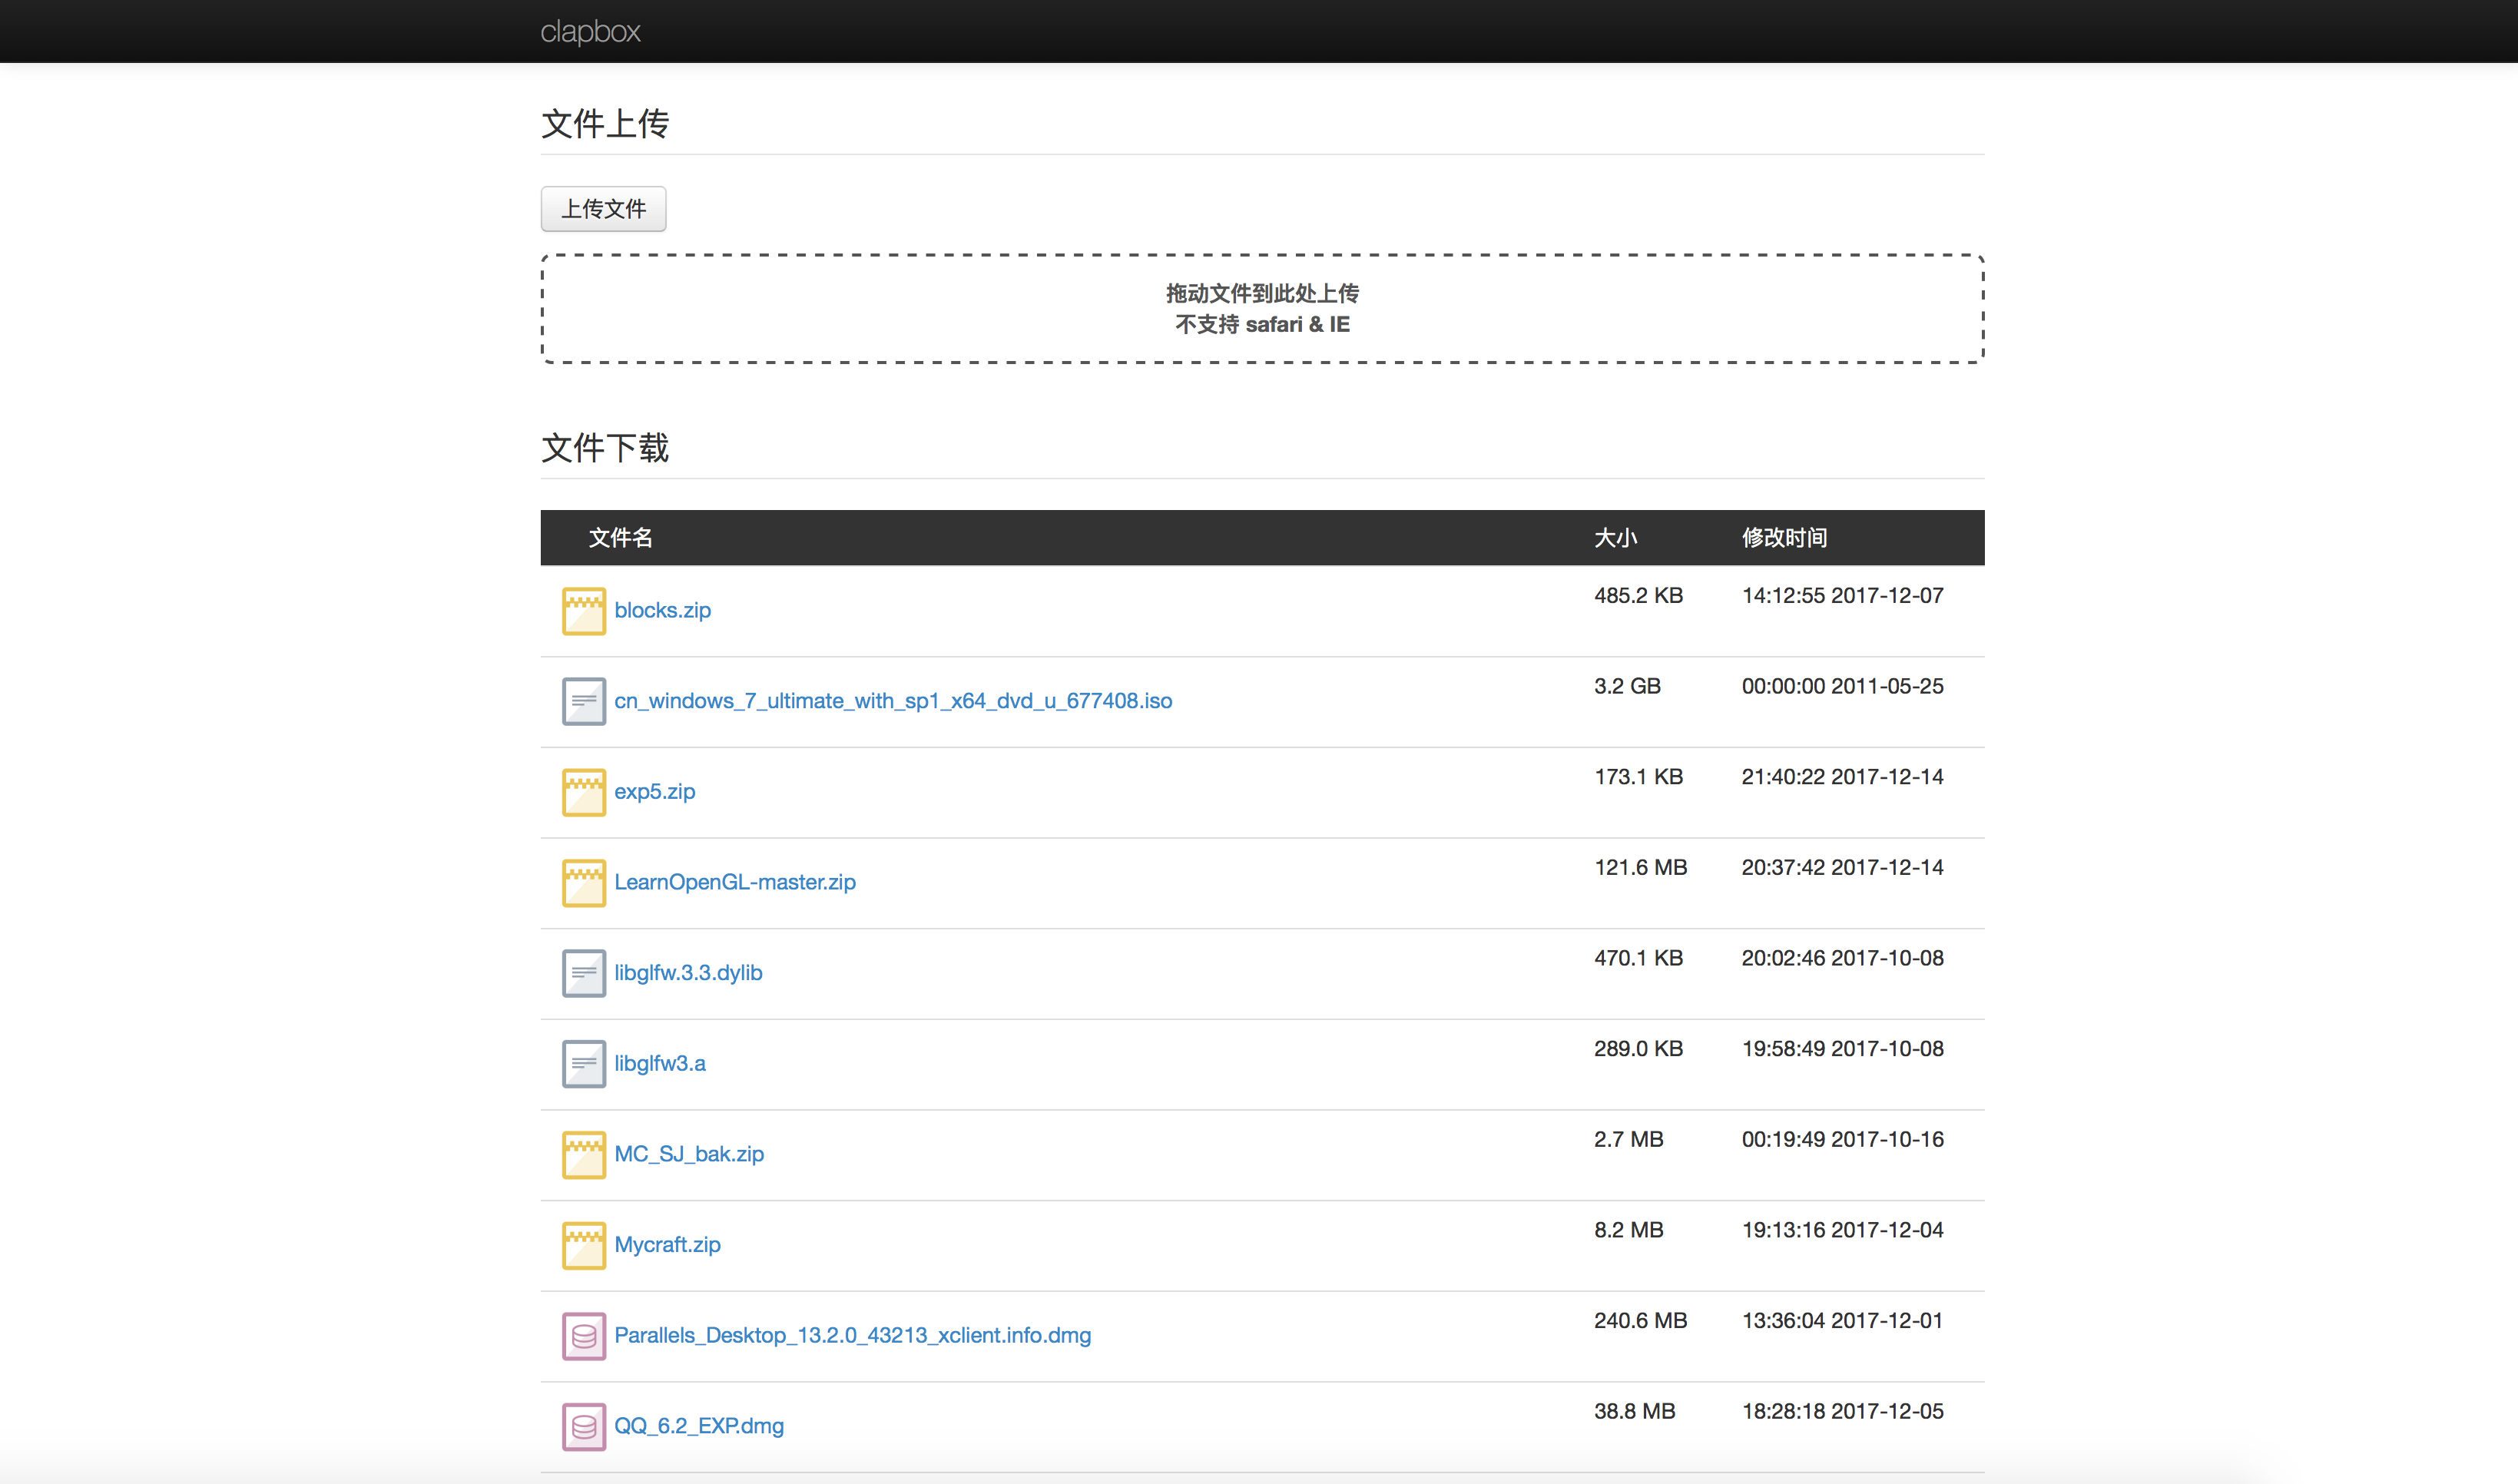 clapbox
文件上传
上传文件
拖动文件到此处上传
不支持 safari & IE
文件下载
文件名 大小 修改时间
blocks.zip 485.2 KB 14:12:55 2017-12-07
cn_windows_7_ultimate_with_sp1_x64_dvd_u_677408.iso 3.2 GB 00:00:00 2011-05-25
exp5.zip 173.1 KB 21:40:22 2017-12-14
LearnOpenGL-master.zip 121.6 MB 20:37:42 2017-12-14
libglfw.3.3.dylib 470.1 KB 20:02:46 2017-10-08
libglfw3.a 289.0 KB 19:58:49 2017-10-08
MC_SJ_bak.zip 2.7 MB 00:19:49 2017-10-16
Mycraft.zip 8.2 MB 19:13:16 2017-12-04
Parallels_Desktop_13.2.0_43213_xclient.info.dmg 240.6 MB 13:36:04 2017-12-01
QQ_6.2_EXP.dmg 38.8 MB 18:28:18 2017-12-05